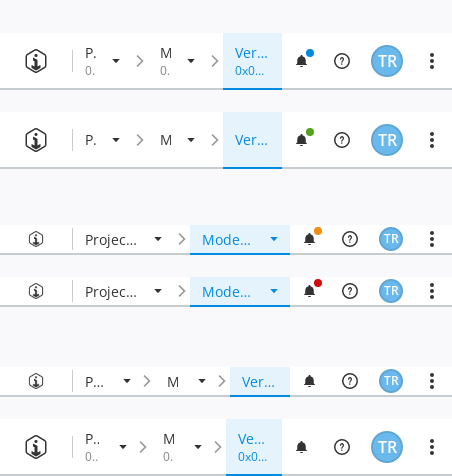 P. M Ver... TR
0. 0. 0x0...
P. M Ver... TR
Projec... Mode... TR
Projec... Mode... TR
P... M Ver... TR
P.. M Ve... TR
0.. 0. 0x0...